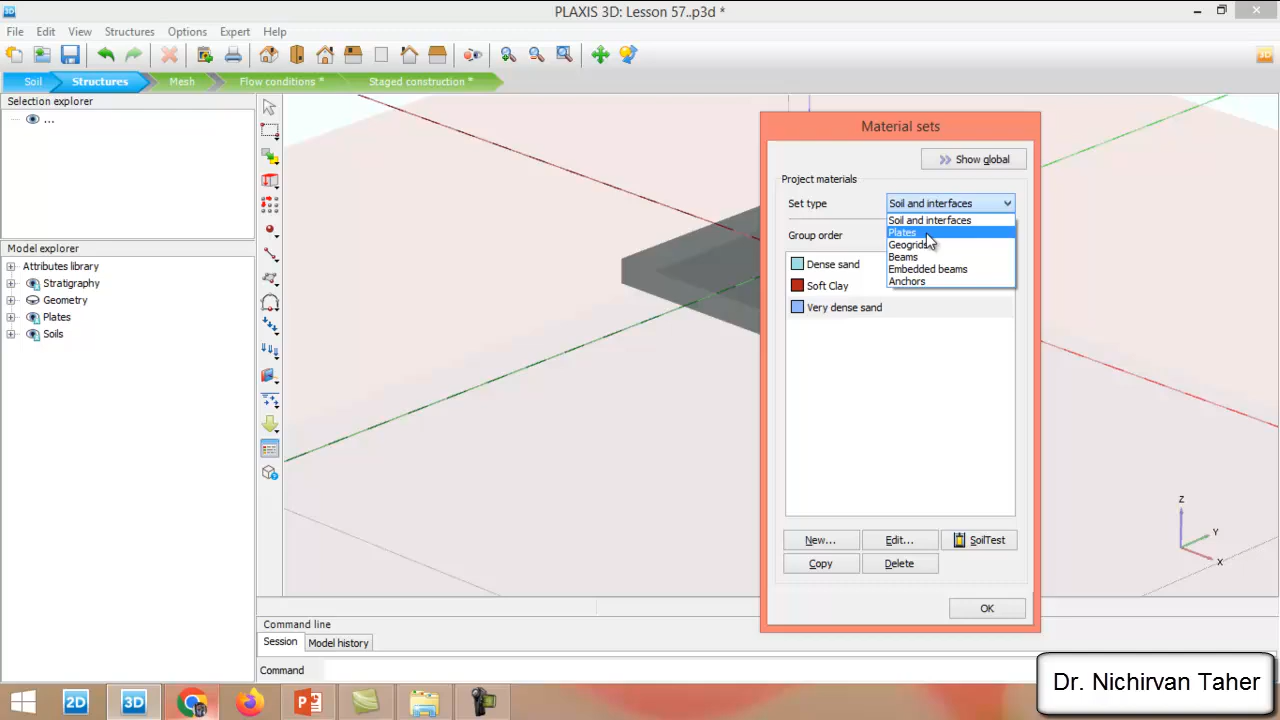 PLAXIS 3D: Lesson 57..p3d *
File Edit View Structures Options Expert Help
Soil Structures Mesh Flow conditions * Staged construction *
Selection explorer
...
Model explorer
Attributes library
Stratigraphy
Geometry
Plates
Soils
Material sets
Show global
Project materials
Set type Soil and interfaces
Soil and interfaces
Plates
Geogrids
Beams
Embedded beams
Anchors
Group order
Dense sand
Soft Clay
Very dense sand
New... Edit... SoilTest
Copy Delete
OK
Z
Y
X
Command line
Session Model history
Command
2D 3D
Dr. Nichirvan Taher